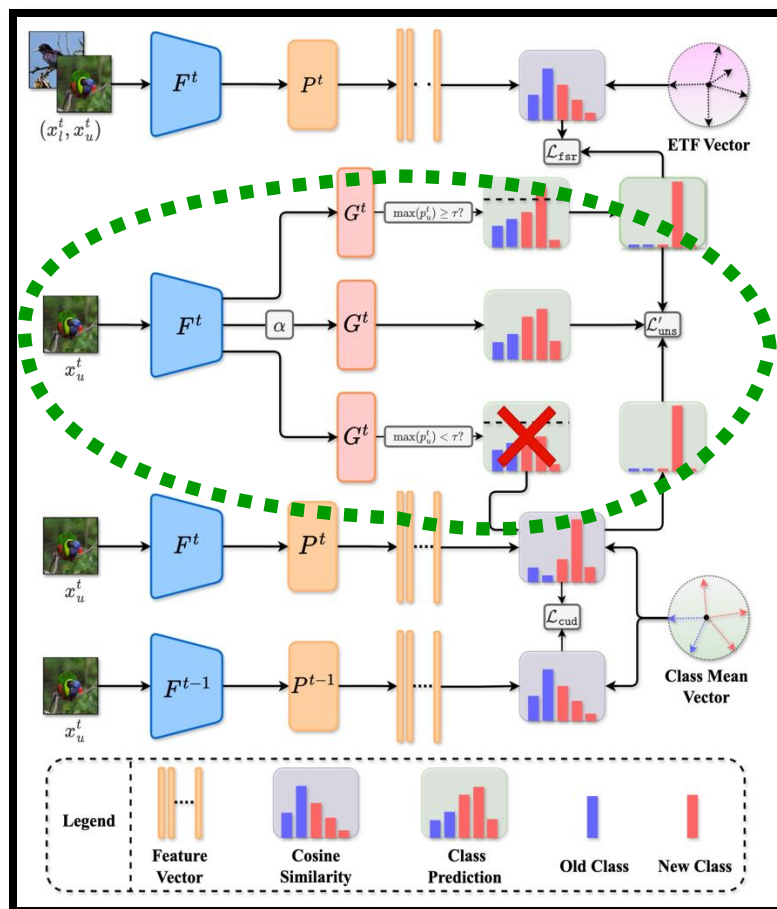 F^t
P^t
(x_l^t, x_u^t)
ETF Vector
L_fsr
G^t
max(p_u^t) ≥ τ?
F^t
α
G^t
L'_uns
x_u^t
G^t
max(p_u^t) < τ?
F^t
P^t
x_u^t
L_cud
F^{t-1}
P^{t-1}
Class Mean
Vector
x_u^t
Legend
....
Feature
Vector
Cosine
Similarity
Class
Prediction
Old Class
New Class